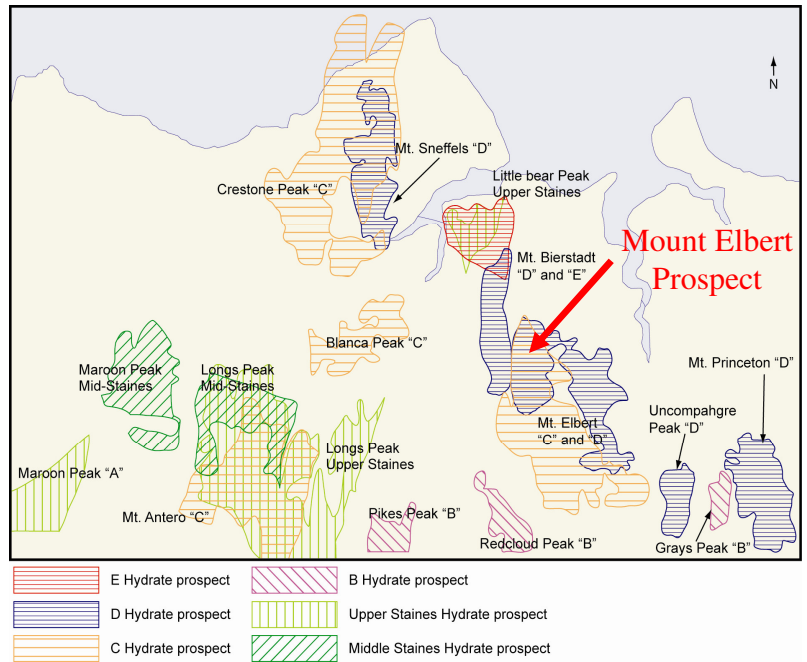 N
Mt. Sneffels “D”
Little bear Peak
Upper Staines
Crestone Peak “C”
Mount Elbert
Prospect
Mt. Bierstadt
“D” and “E”
Blanca Peak “C”
Maroon Peak
Mid-Staines
Longs Peak
Mid-Staines
Mt. Princeton “D”
Uncompahgre
Peak “D”
Mt. Elbert
“C” and “D”
Longs Peak
Upper Staines
Maroon Peak “A”
Mt. Antero “C”
Pikes Peak “B”
Redcloud Peak “B”
Grays Peak “B”
E Hydrate prospect
B Hydrate prospect
D Hydrate prospect
Upper Staines Hydrate prospect
C Hydrate prospect
Middle Staines Hydrate prospect